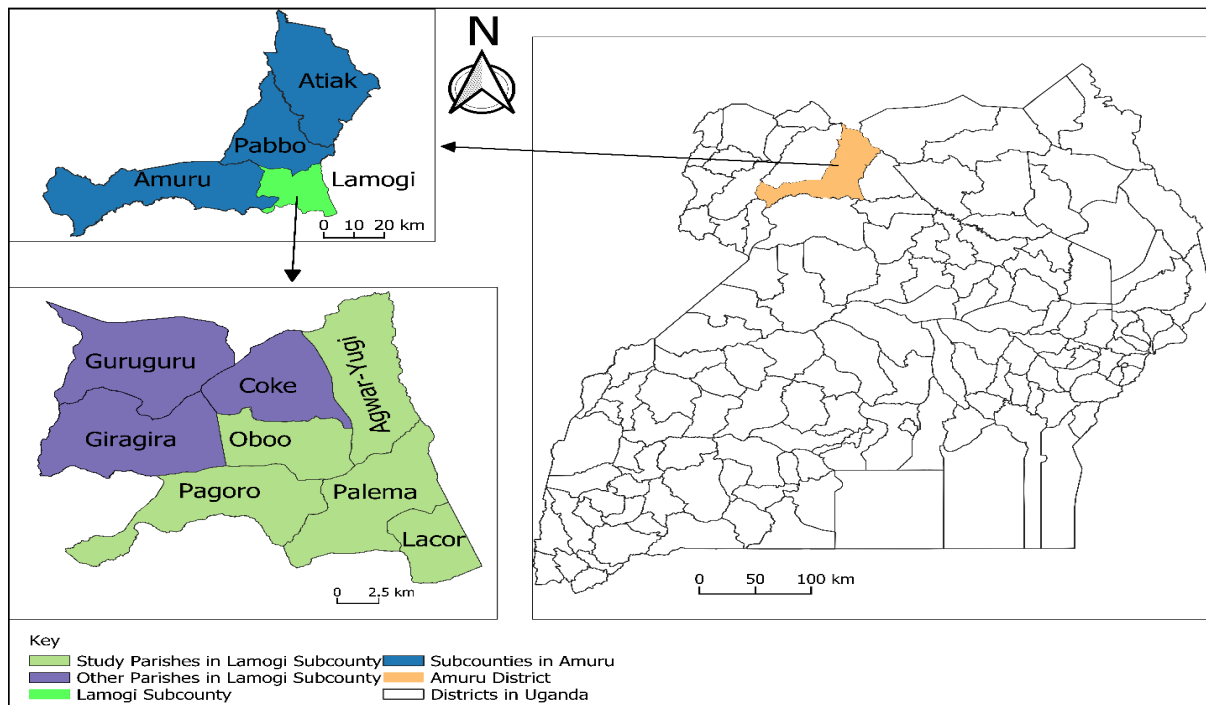 N
Atiak
Pabbo
Amuru
Lamogi
0 10 20 km
Guruguru
Coke
Agwar-Yugi
Giragira
Oboo
Pagoro
Palema
Lacor
0 2.5 km
0 50 100 km
Key
Study Parishes in Lamogi Subcounty
Subcounties in Amuru
Other Parishes in Lamogi Subcounty
Amuru District
Lamogi Subcounty
Districts in Uganda